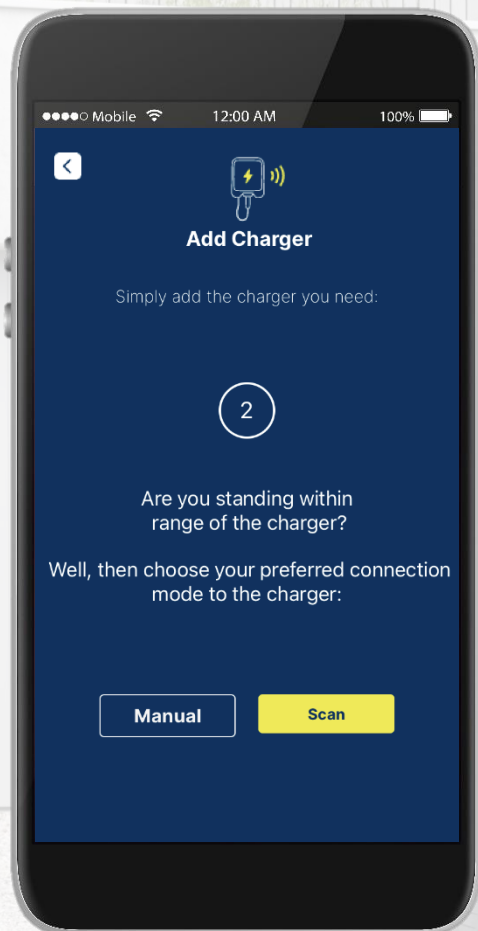 Mobile 12:00 AM 100%
Add Charger
Simply add the charger you need:
2
Are you standing within
range of the charger?
Well, then choose your preferred connection
mode to the charger:
Manual Scan